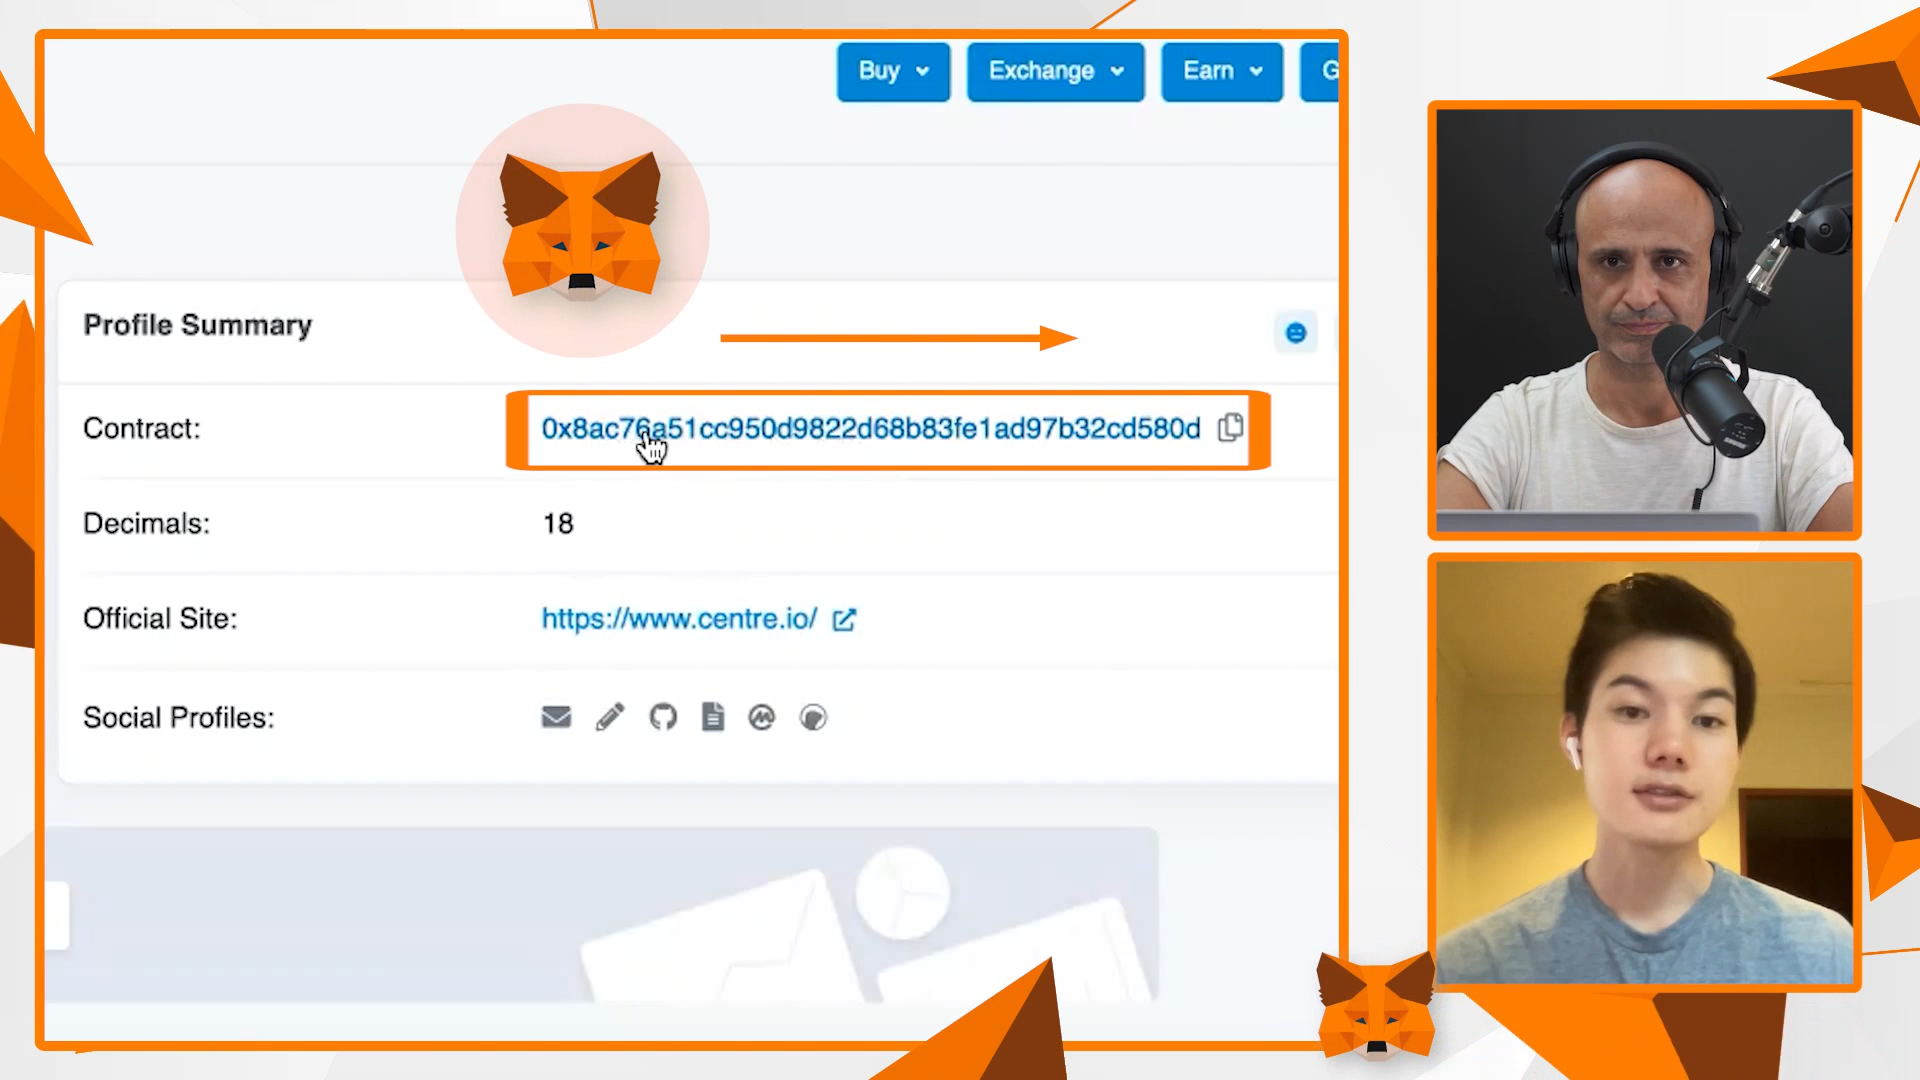 Buy
Exchange
Earn
G
Profile Summary
Contract:
0x8ac76a51cc950d9822d68b83fe1ad97b32cd580d
Decimals:
18
Official Site:
https://www.centre.io/
Social Profiles: